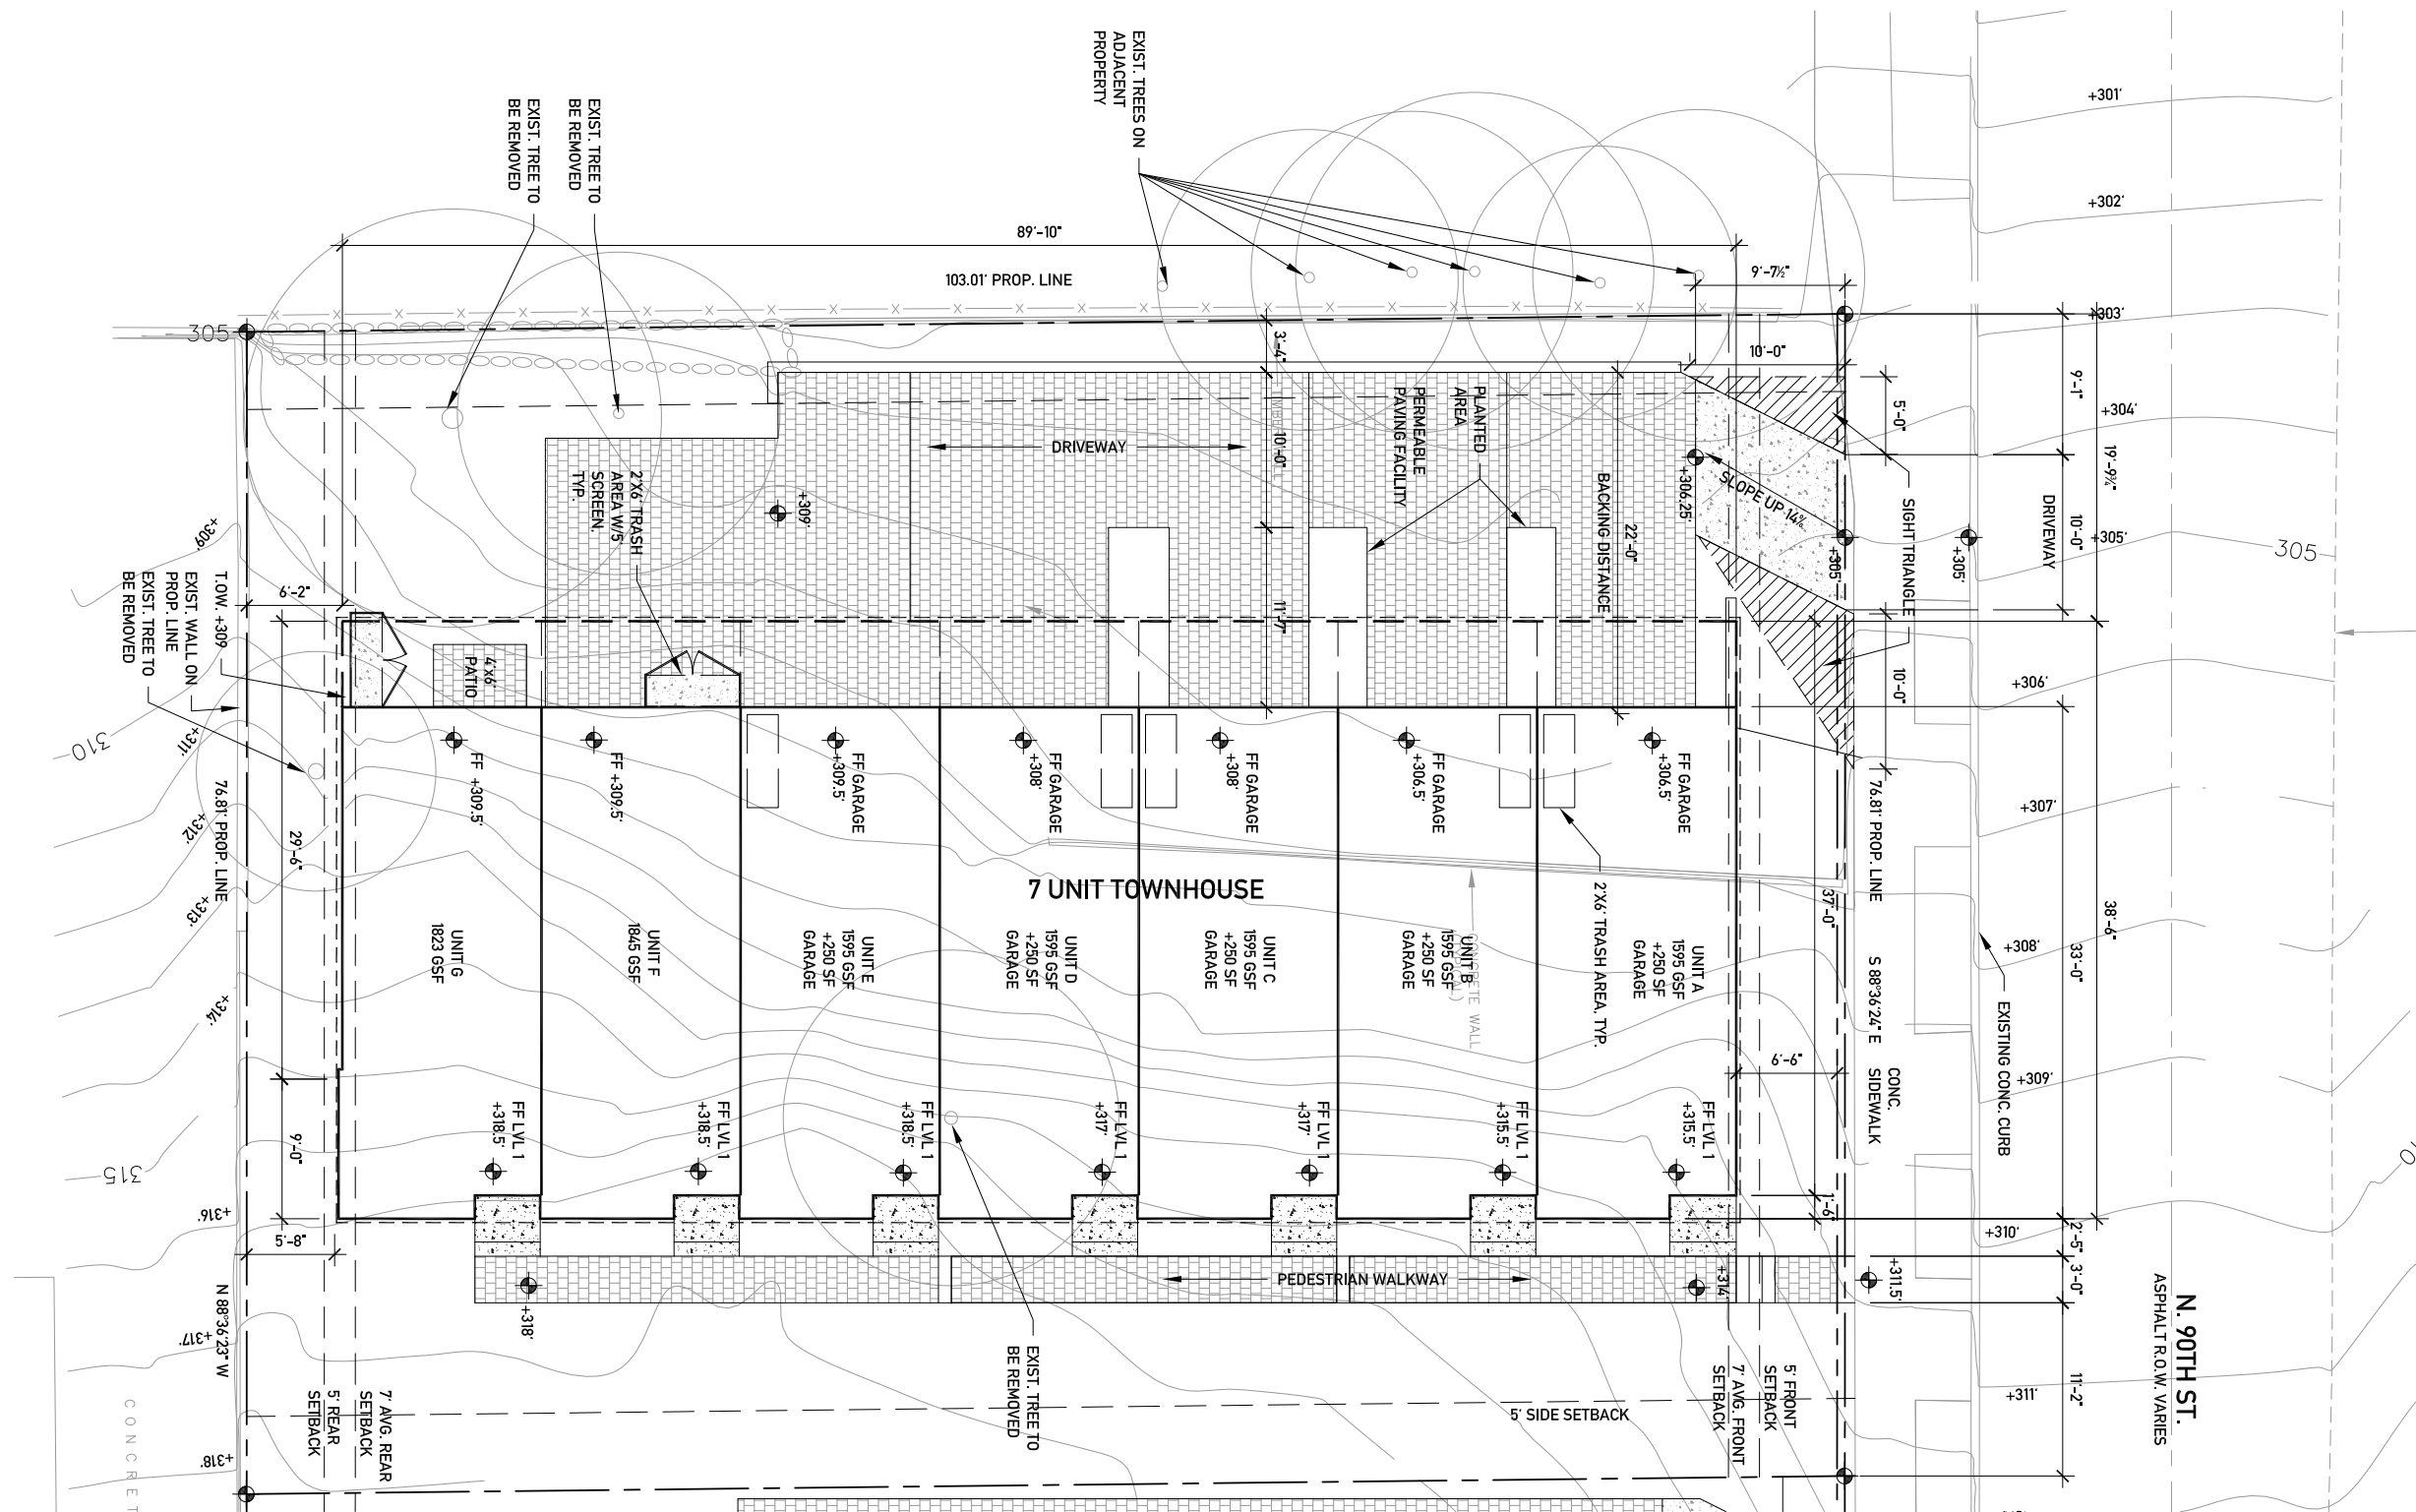 EXIST. TREES ON
ADJACENT
PROPERTY
EXIST. TREE TO
BE REMOVED
EXIST. TREE TO
BE REMOVED
+301'
+302'
89'-10"
103.01' PROP. LINE
9'-7½"
+303'
305
3'-4"
10'-0"
9'-1"
5'-0"
+304'
19'-9¾"
PLANTED
AREA
PERMEABLE
PAVING FACILITY
DRIVEWAY
10'-0"
BACKING DISTANCE
22'-0"
+306.25'
SLOPE UP 14%
SIGHT TRIANGLE
DRIVEWAY
10'-0"
+305'
+305'
+305'
305
2'X6' TRASH
AREA W/5'
SCREEN.
TYP.
+309'
+309'
T.O.W. +309
EXIST. WALL ON
PROP. LINE
EXIST. TREE TO
BE REMOVED
6'-2"
11'-7"
4'X6'
PATIO
10'-0"
+306'
310
+311'
FF +309.5'
FF +309.5'
FF GARAGE
+309.5'
FF GARAGE
+308'
FF GARAGE
+308'
FF GARAGE
+306.5'
FF GARAGE
+306.5'
76.81' PROP. LINE
+307'
+312'
76.81' PROP. LINE
29'-6"
7 UNIT TOWNHOUSE
2'X6' TRASH AREA, TYP.
37'-0"
38'-6"
33'-0"
+313'
UNIT G
1823 GSF
UNIT F
1845 GSF
UNIT E
1595 GSF
+250 SF
GARAGE
UNIT D
1595 GSF
+250 SF
GARAGE
UNIT C
1595 GSF
+250 SF
GARAGE
UNIT B
1595 GSF
+250 SF
GARAGE
CONCRETE WALL
UNIT A
1595 GSF
+250 SF
GARAGE
S 88°36'24" E
+308'
EXISTING CONC. CURB
+314'
6'-6"
CONC.
SIDEWALK
+309'
9'-0"
FF LVL 1
+318.5'
FF LVL 1
+318.5'
FF LVL 1
+318.5'
FF LVL 1
+317'
FF LVL 1
+317'
FF LVL 1
+315.5'
FF LVL 1
+315.5'
315
+316'
1'-6"
+310'
2'-5"
5'-8"
PEDESTRIAN WALKWAY
+318'
+314'
+311.5'
3'-0"
N 88°36'23" W
+317'
N. 90TH ST.
ASPHALT R.O.W. VARIES
EXIST. TREE TO
BE REMOVED
7' AVG. REAR
SETBACK
5' REAR
SETBACK
5' SIDE SETBACK
5' FRONT
SETBACK
7' AVG. FRONT
SETBACK
+311'
11'-2"
+318'